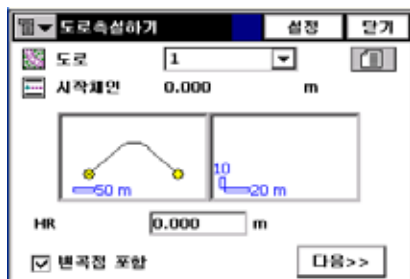 도로측설하기 설정 닫기
도로 1
시작체인 0.000 m
50 m 10 20 m
HR 0.000 m
변곡점 포함 다음>>